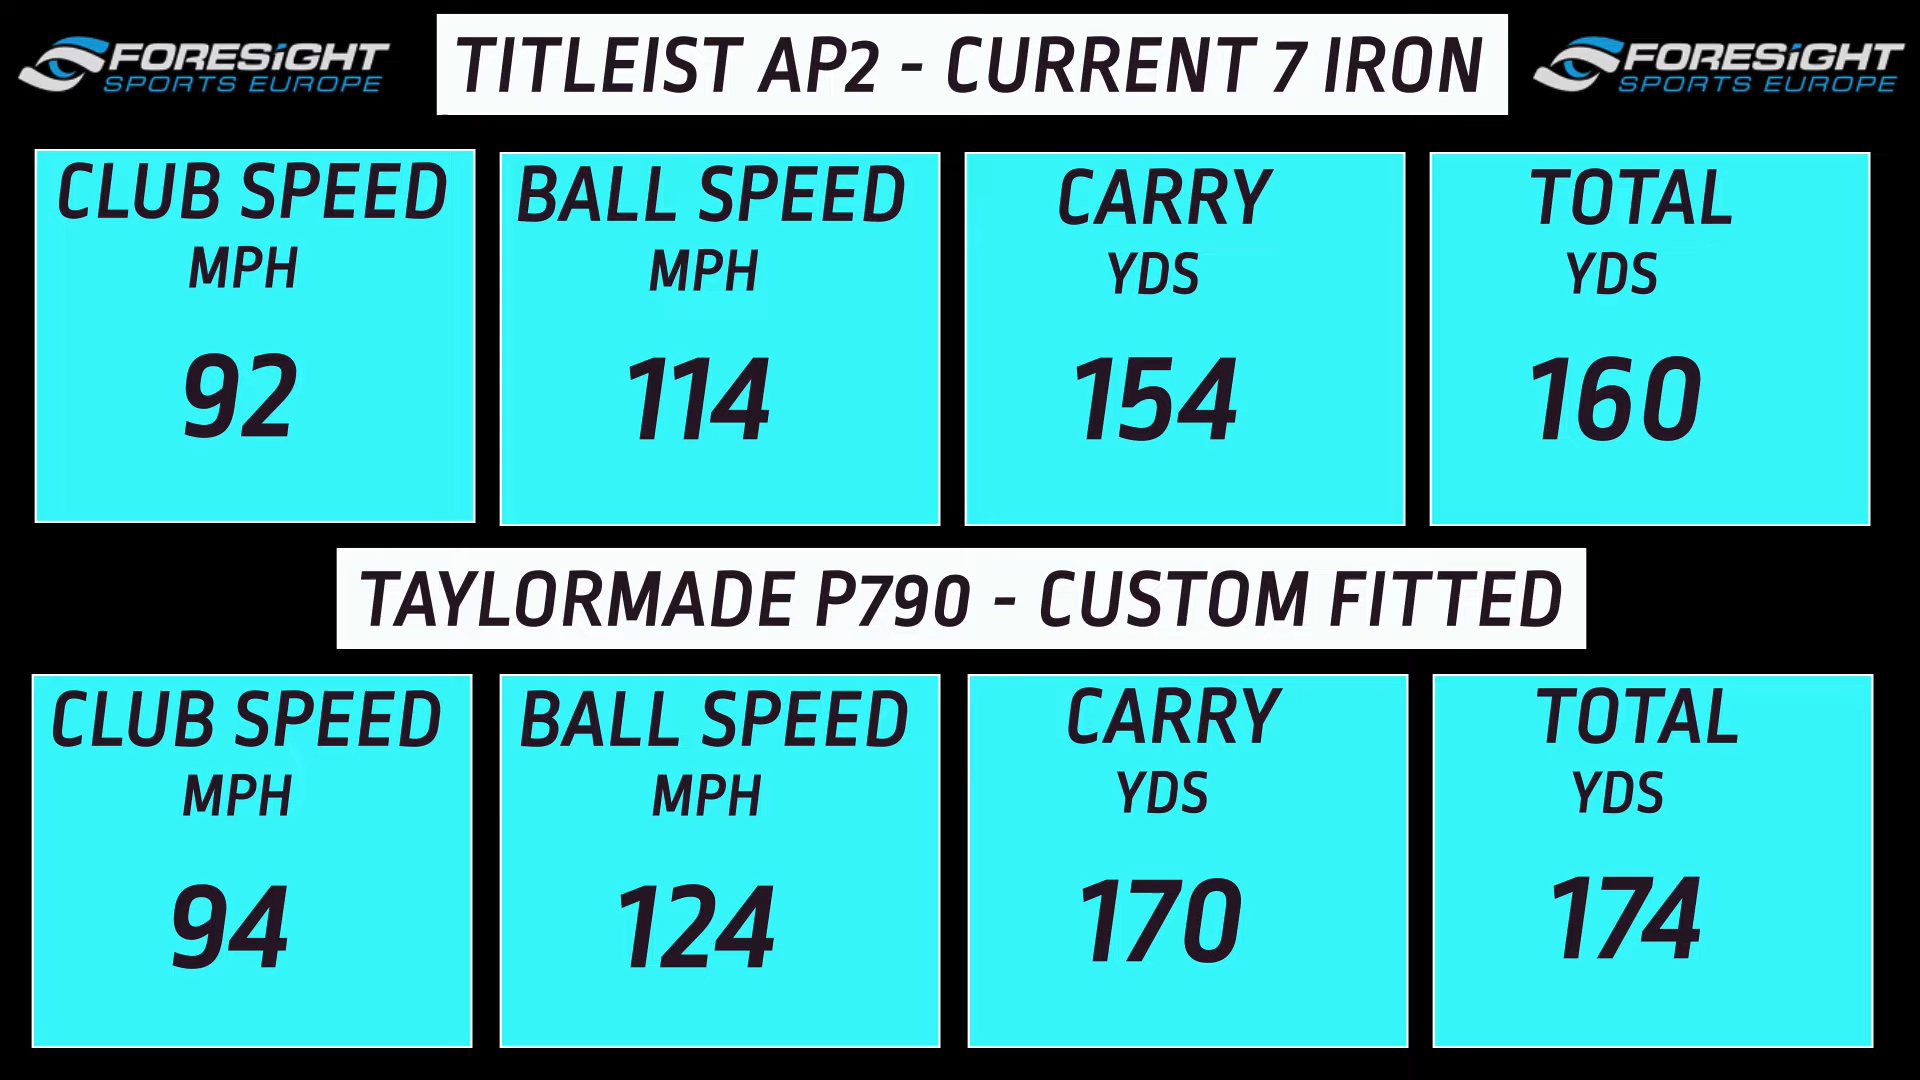 FORESiGHT
SPORTS EUROPE
TITLEIST AP2 - CURRENT 7 IRON
FORESiGHT
SPORTS EUROPE
CLUB SPEED
MPH
92
BALL SPEED
MPH
114
CARRY
YDS
154
TOTAL
YDS
160
TAYLORMADE P790 - CUSTOM FITTED
CLUB SPEED
MPH
94
BALL SPEED
MPH
124
CARRY
YDS
170
TOTAL
YDS
174